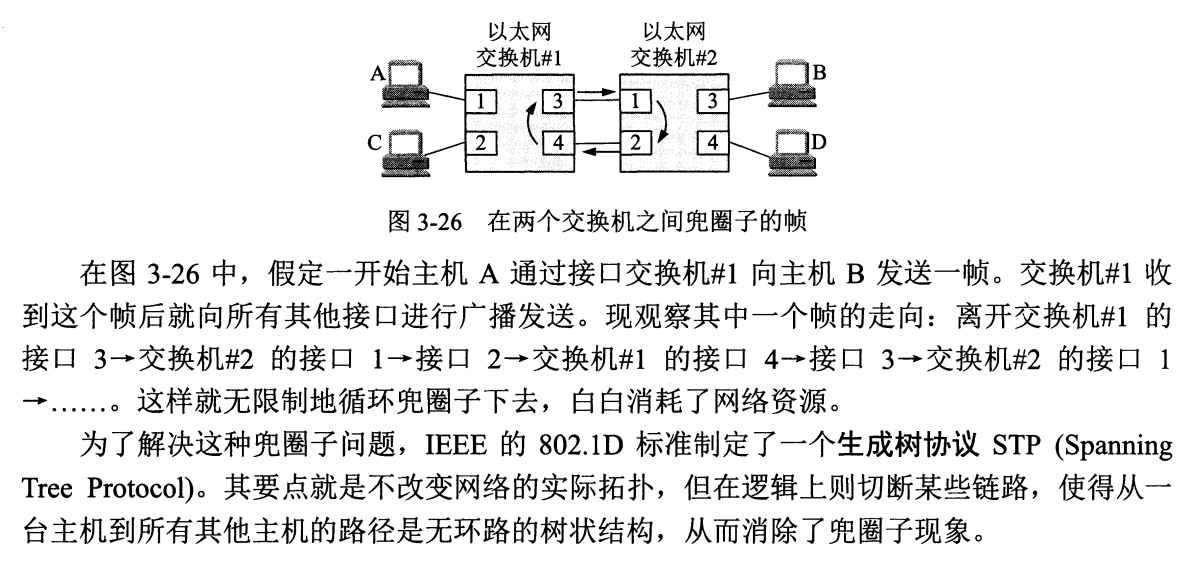 以太网 以太网
交换机#1 交换机#2
A B
1 3 1 3
C D
2 4 2 4
图 3-26 在两个交换机之间兜圈子的帧
在图 3-26 中，假定一开始主机 A 通过接口交换机#1 向主机 B 发送一帧。交换机#1 收
到这个帧后就向所有其他接口进行广播发送。现观察其中一个帧的走向：离开交换机#1 的
接口 3→交换机#2 的接口 1→接口 2→交换机#1 的接口 4→接口 3→交换机#2 的接口 1
→……。这样就无限制地循环兜圈子下去，白白消耗了网络资源。
为了解决这种兜圈子问题，IEEE 的 802.1D 标准制定了一个生成树协议 STP (Spanning
Tree Protocol)。其要点就是不改变网络的实际拓扑，但在逻辑上则切断某些链路，使得从一
台主机到所有其他主机的路径是无环路的树状结构，从而消除了兜圈子现象。